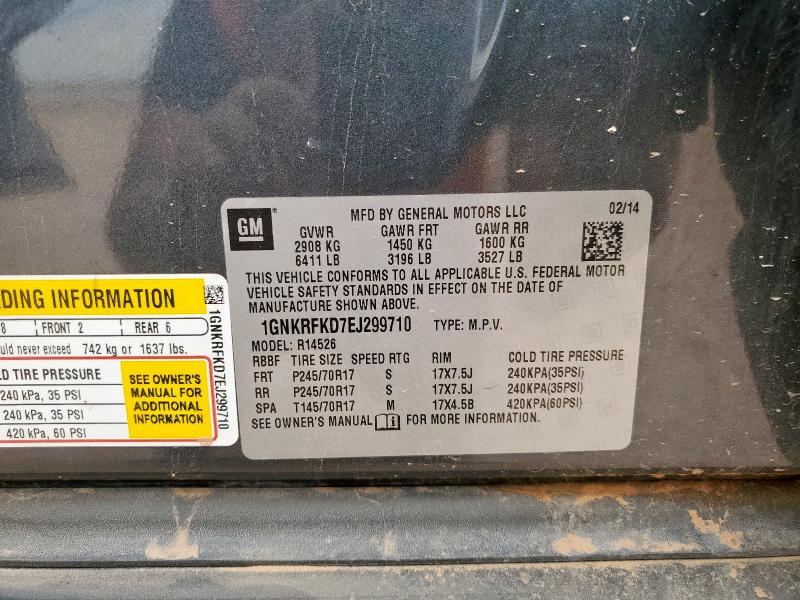 GM
MFD BY GENERAL MOTORS LLC
02/14
GVWR GAWR FRT GAWR RR
2908 KG 1450 KG 1600 KG
6411 LB 3196 LB 3527 LB
THIS VEHICLE CONFORMS TO ALL APPLICABLE U.S. FEDERAL MOTOR
VEHICLE SAFETY STANDARDS IN EFFECT ON THE DATE OF
MANUFACTURE SHOWN ABOVE.
1GNKRFKD7EJ299710 TYPE: M.P.V.
MODEL: R14526
RBBF TIRE SIZE SPEED RTG RIM COLD TIRE PRESSURE
FRT P245/70R17 S 17X7.5J 240KPA(35PSI)
RR P245/70R17 S 17X7.5J 240KPA(35PSI)
SPA T145/70R17 M 17X4.5B 420KPA(60PSI)
SEE OWNER'S MANUAL FOR MORE INFORMATION.
DING INFORMATION
8 FRONT 2 REAR 6
never exceed 742 kg or 1637 lbs.
TIRE PRESSURE
240 kPa, 35 PSI
240 kPa, 35 PSI
420 kPa, 60 PSI
SEE OWNER'S
MANUAL FOR
ADDITIONAL
INFORMATION
1GNKRFKD7EJ299710